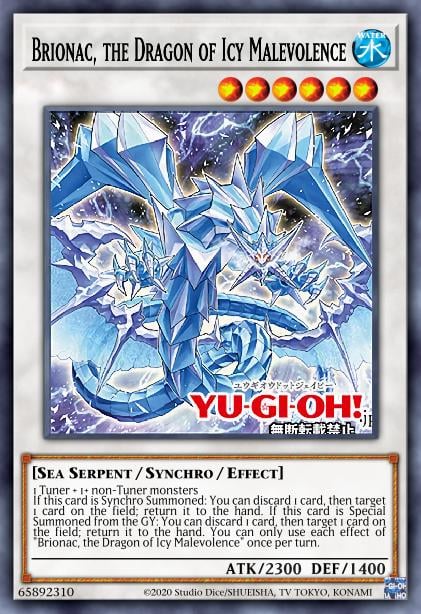 Brionac, the Dragon of Icy Malevolence
WATER
水
ユウギオウドットジェイピー
YU-GI-OH!
無断転載禁止
[Sea Serpent / Synchro / Effect]
1 Tuner + 1+ non-Tuner monsters
If this card is Synchro Summoned: You can discard 1 card, then target
1 card on the field; return it to the hand. If this card is Special
Summoned from the GY: You can discard 1 card, then target 1 card on
the field; return it to the hand. You can only use each effect of
"Brionac, the Dragon of Icy Malevolence" once per turn.
ATK/2300 DEF/1400
65892310
©2020 Studio Dice/SHUEISHA, TV TOKYO, KONAMI